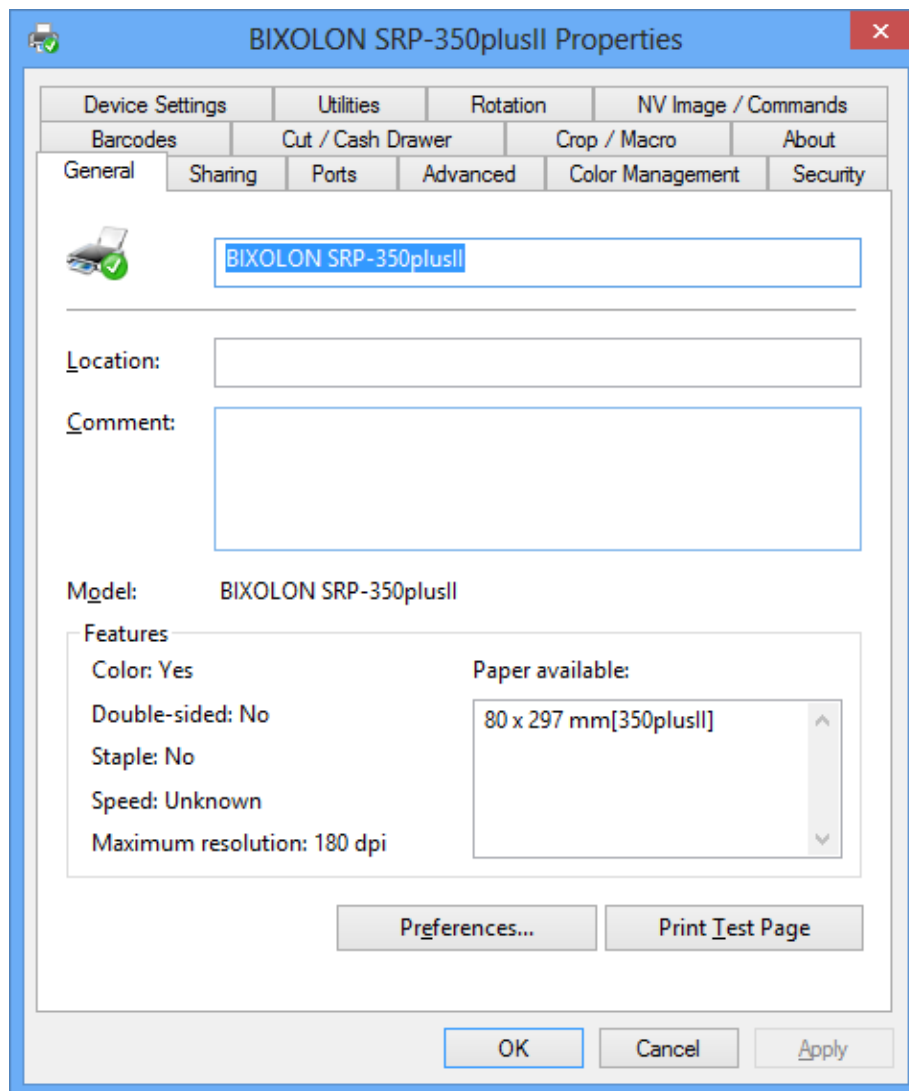 BIXOLON SRP-350plusII Properties
Device Settings Utilities Rotation NV Image / Commands
Barcodes Cut / Cash Drawer Crop / Macro About
General Sharing Ports Advanced Color Management Security
BIXOLON SRP-350plusII
Location:
Comment:
Model: BIXOLON SRP-350plusII
Features
Color: Yes
Double-sided: No
Staple: No
Speed: Unknown
Maximum resolution: 180 dpi
Paper available:
80 x 297 mm[350plusII]
Preferences... Print Test Page
OK Cancel Apply